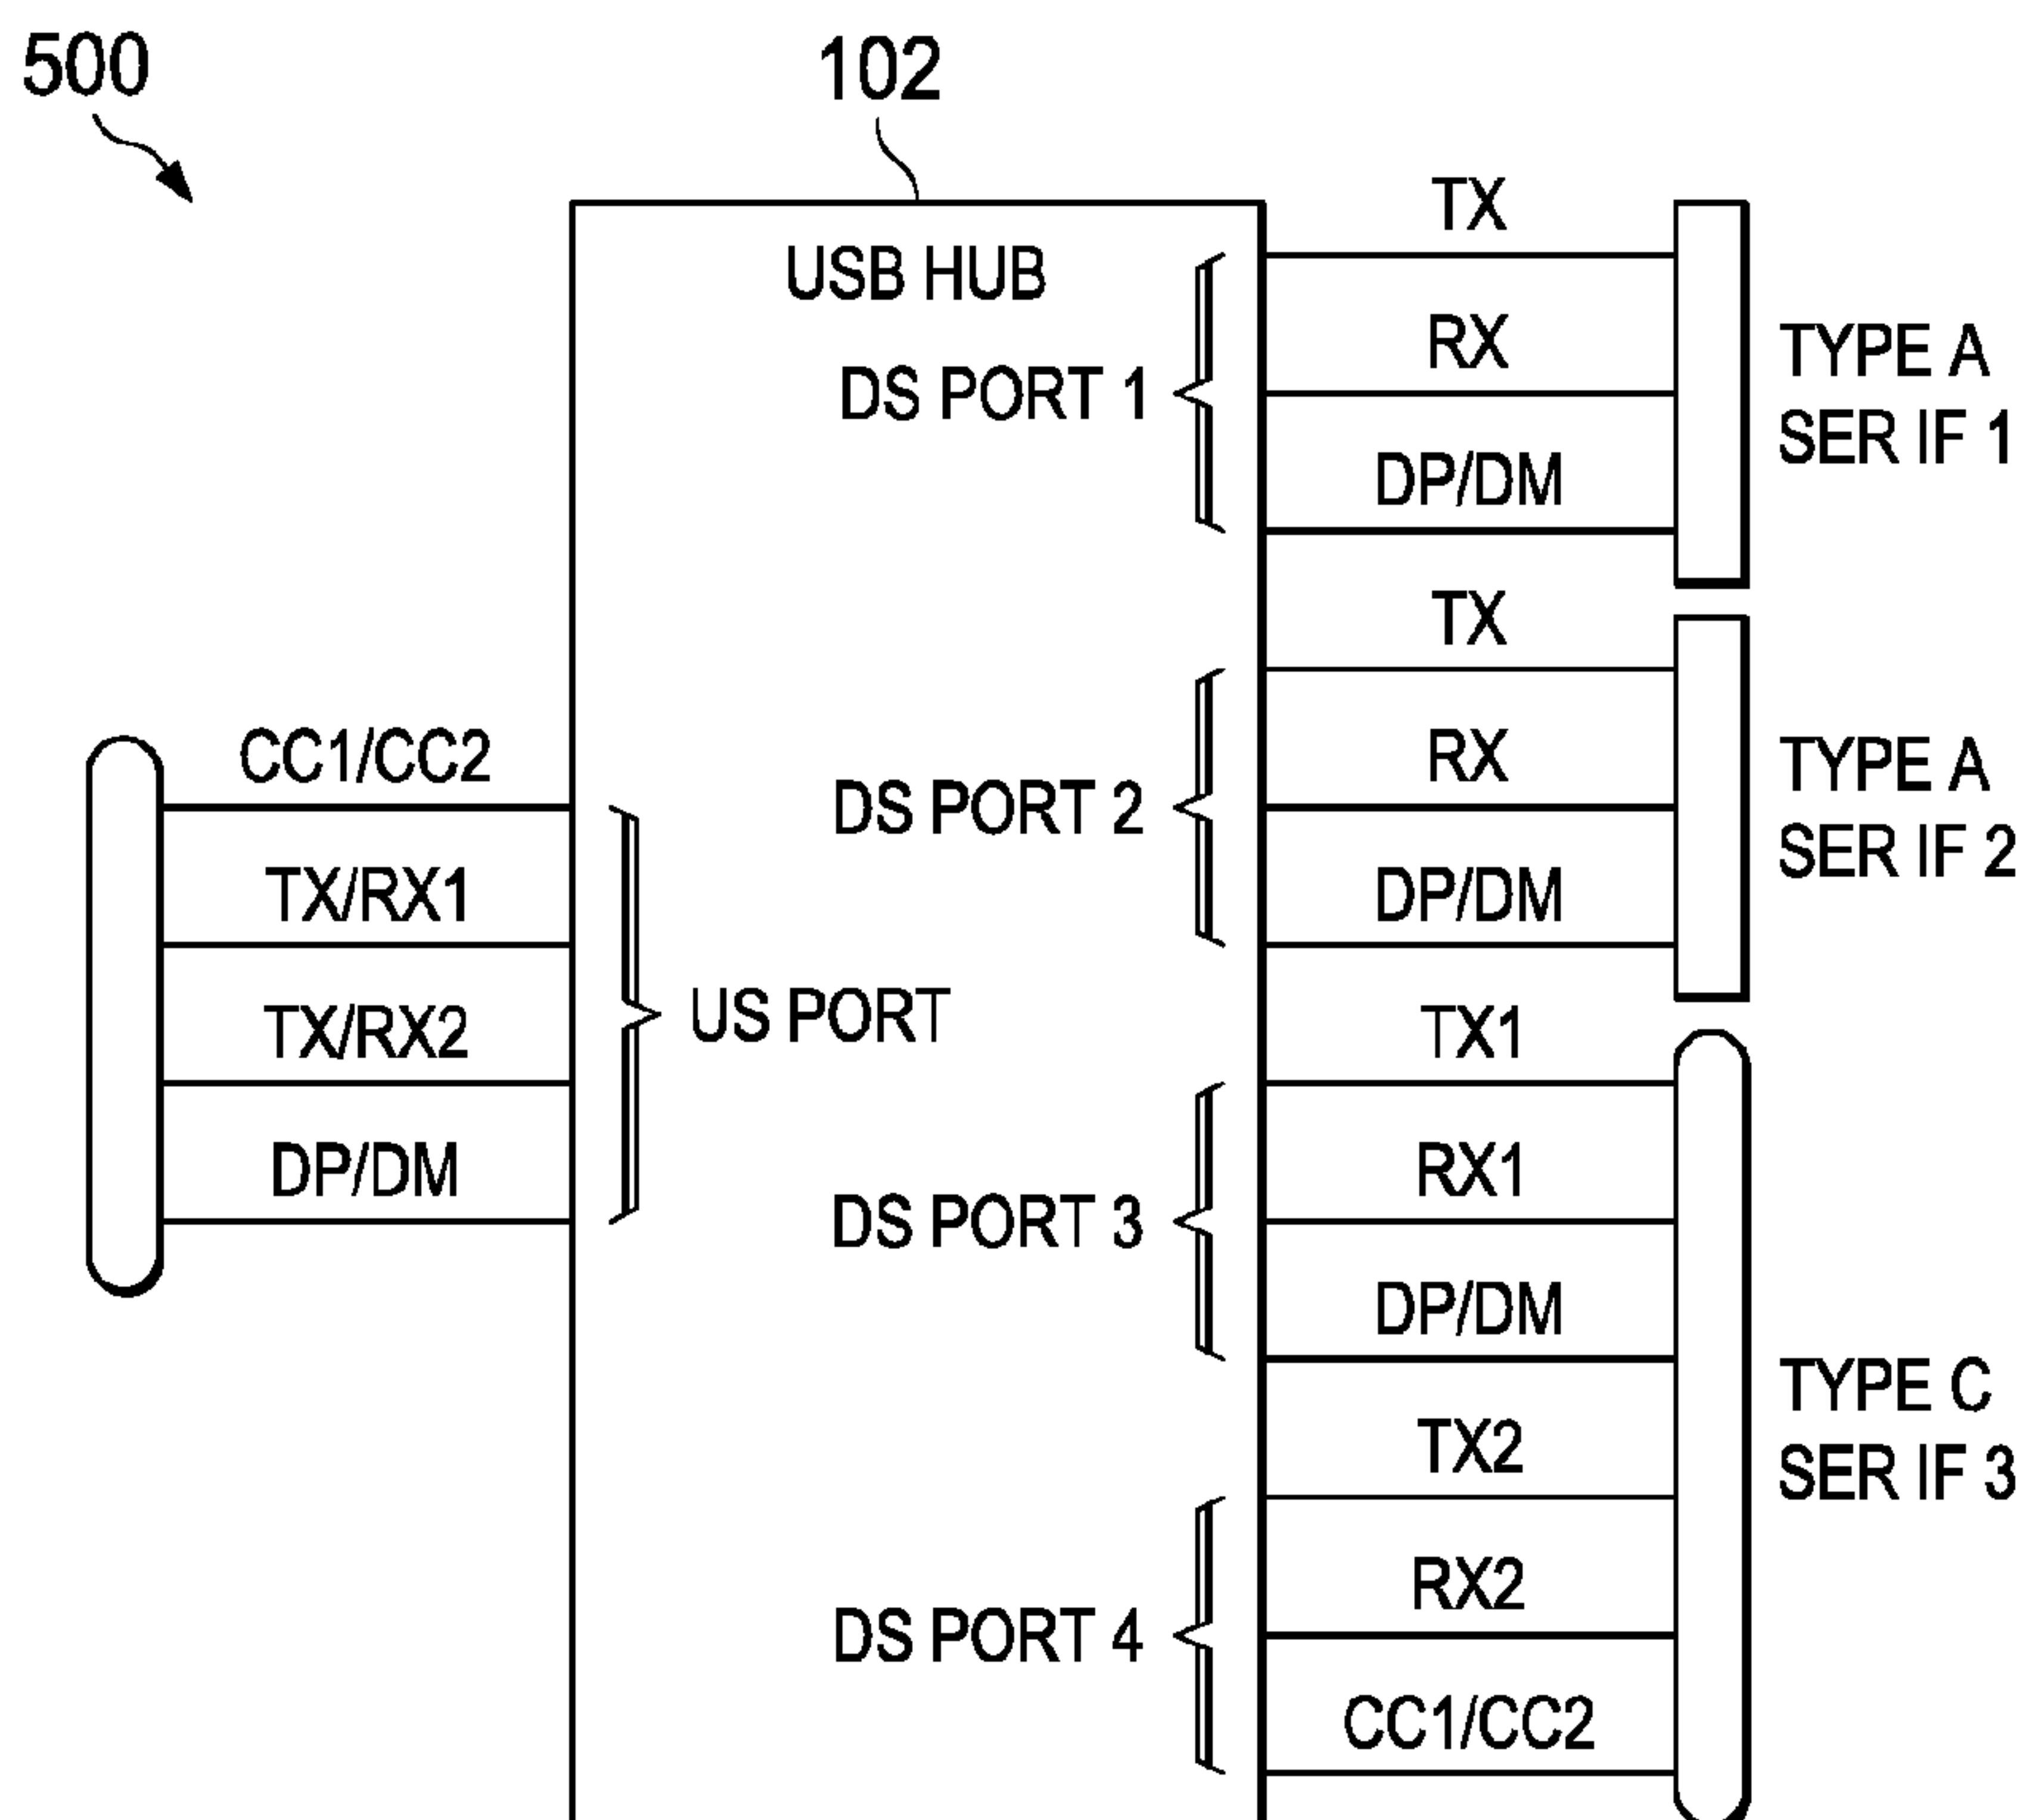 500
102
USB HUB
CC1/CC2
TX/RX1
TX/RX2
DP/DM
US PORT
DS PORT 1
TX
RX
DP/DM
TYPE A
SER IF 1
DS PORT 2
TX
RX
DP/DM
TYPE A
SER IF 2
DS PORT 3
TX1
RX1
DP/DM
DS PORT 4
TX2
RX2
CC1/CC2
TYPE C
SER IF 3